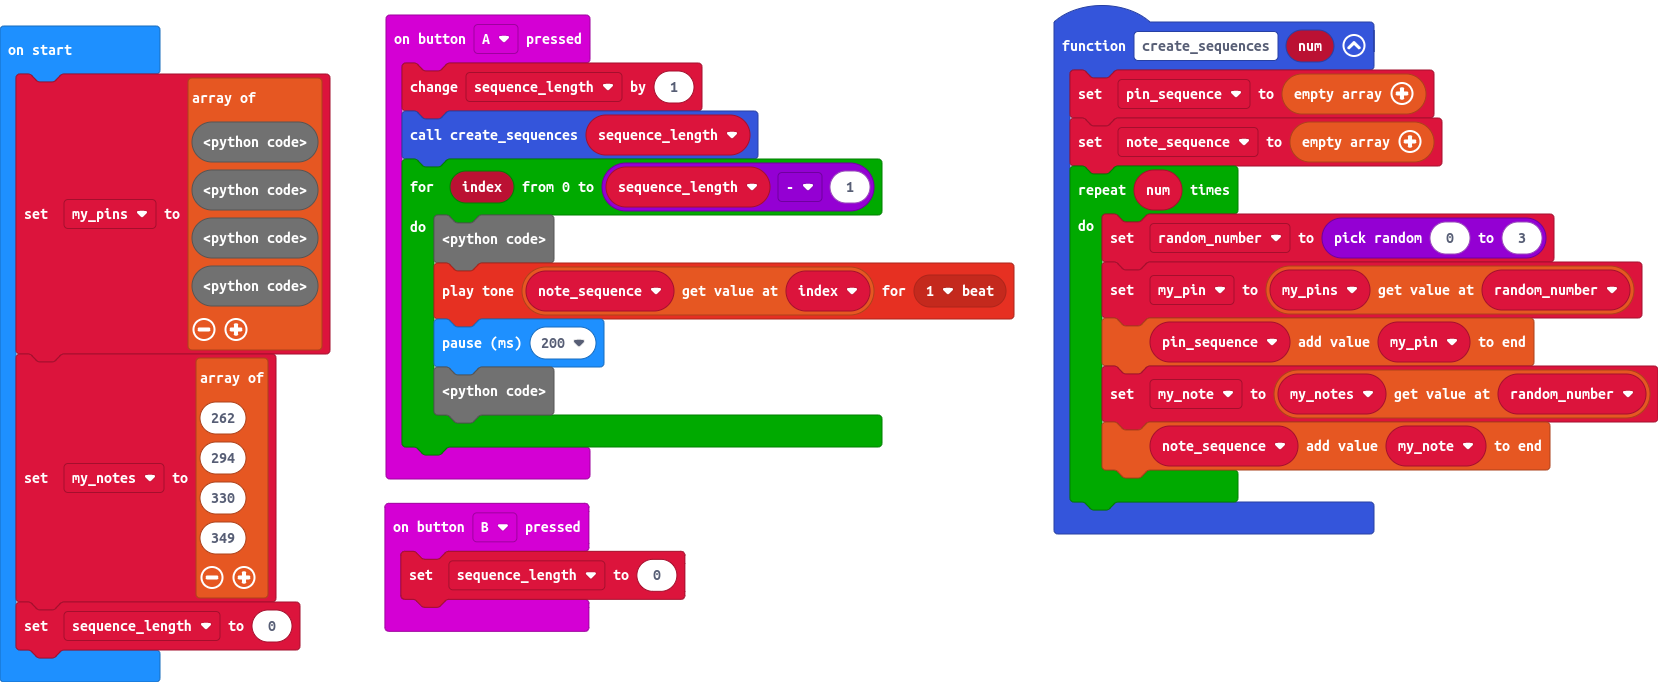 on start
set my_pins to array of
<python code>
<python code>
<python code>
<python code>
set my_notes to array of
262
294
330
349
set sequence_length to 0
on button A pressed
change sequence_length by 1
call create_sequences sequence_length
for index from 0 to sequence_length - 1
do
<python code>
play tone note_sequence get value at index for 1 beat
pause (ms) 200
<python code>
on button B pressed
set sequence_length to 0
function create_sequences num
set pin_sequence to empty array
set note_sequence to empty array
repeat num times
do
set random_number to pick random 0 to 3
set my_pin to my_pins get value at random_number
pin_sequence add value my_pin to end
set my_note to my_notes get value at random_number
note_sequence add value my_note to end